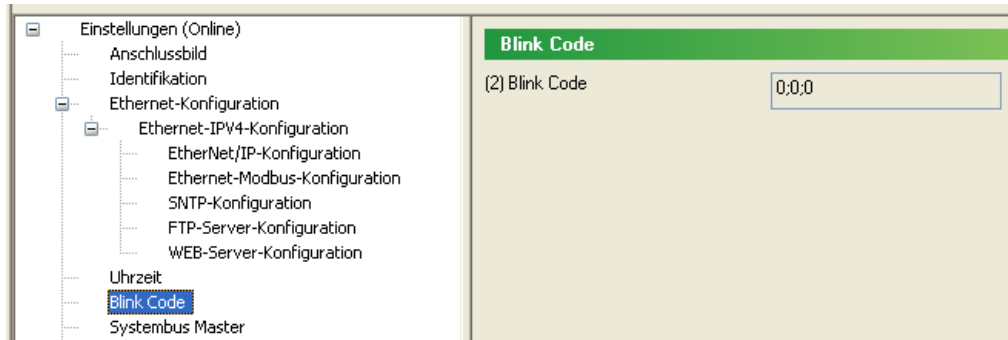 Einstellungen (Online)
Anschlussbild
Identifikation
Ethernet-Konfiguration
Ethernet-IPV4-Konfiguration
EtherNet/IP-Konfiguration
Ethernet-Modbus-Konfiguration
SNTP-Konfiguration
FTP-Server-Konfiguration
WEB-Server-Konfiguration
Uhrzeit
Blink Code
Systembus Master
Blink Code
(2) Blink Code
0;0;0